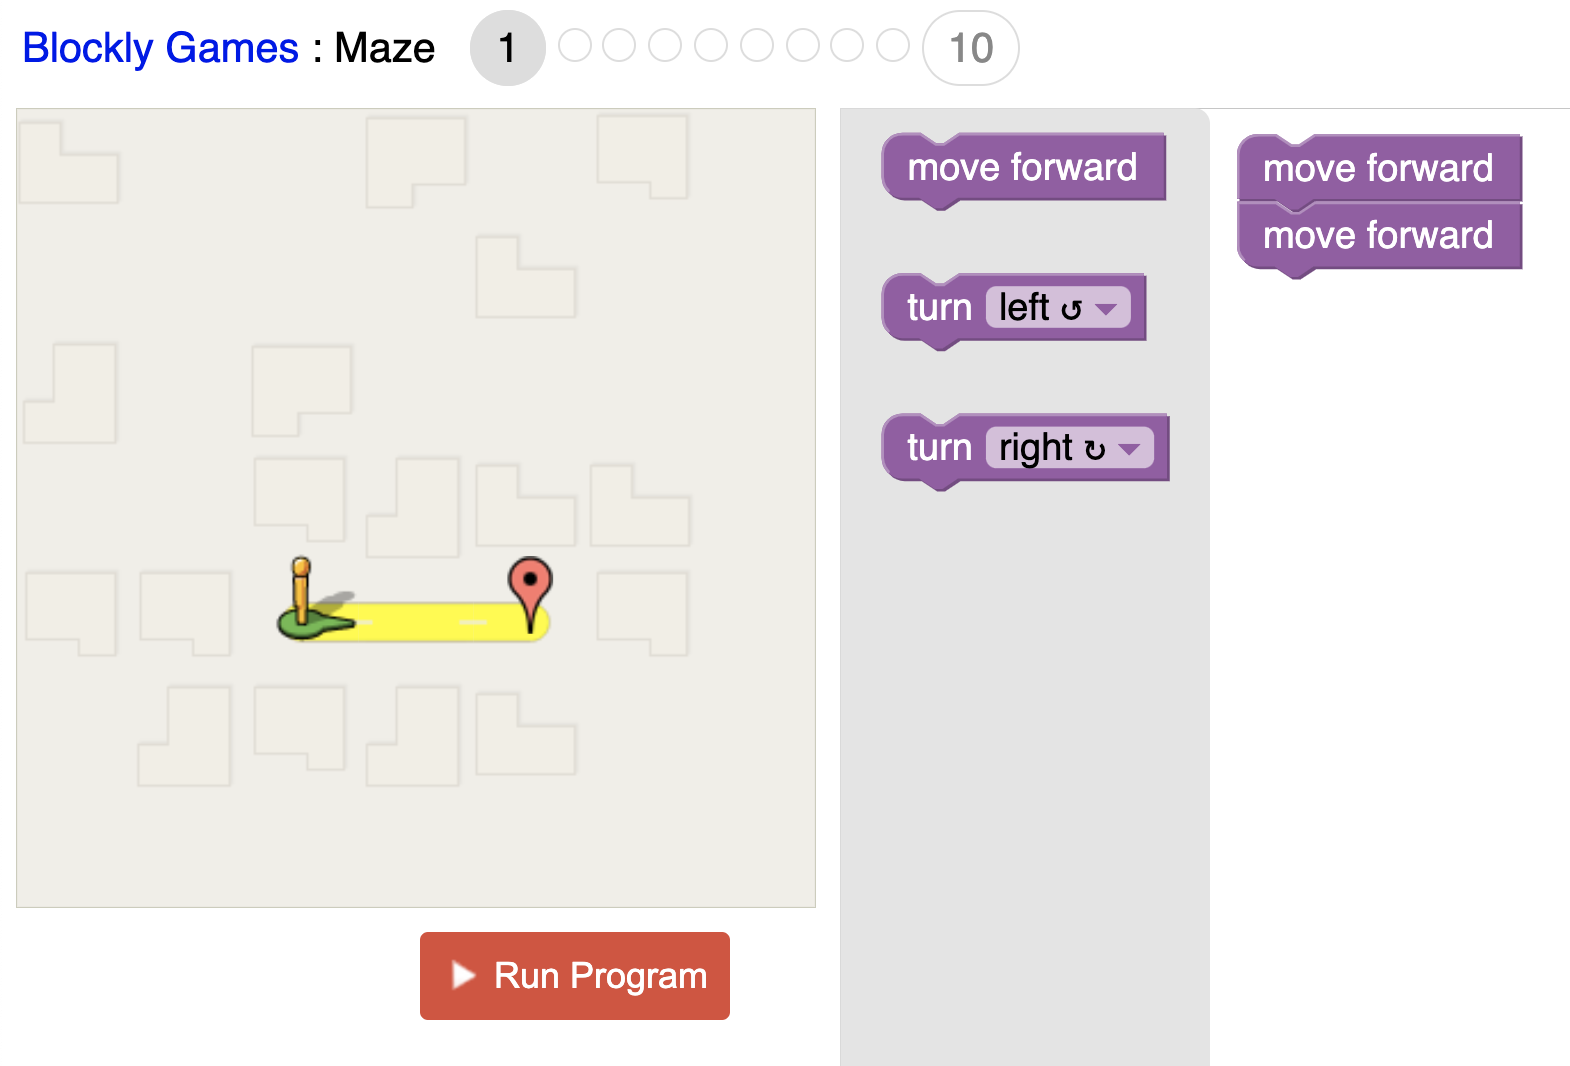 Blockly Games : Maze 1 10
move forward
turn left ↺
turn right ↻
move forward
move forward
Run Program